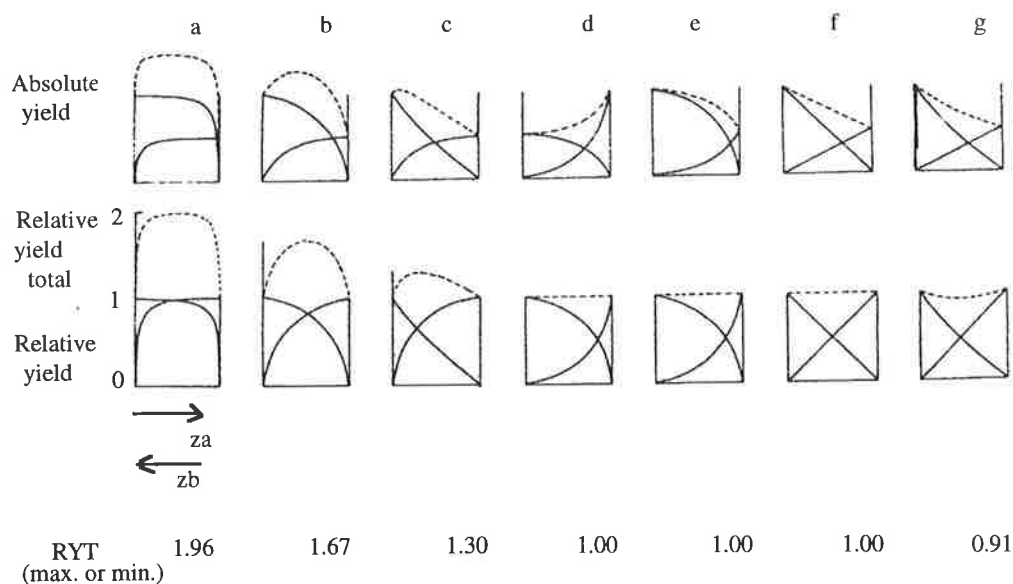 a b c d e f g
Absolute
yield
Relative 2
yield
total
1
Relative
yield 0
za
zb
RYT 1.96 1.67 1.30 1.00 1.00 1.00 0.91
(max. or min.)